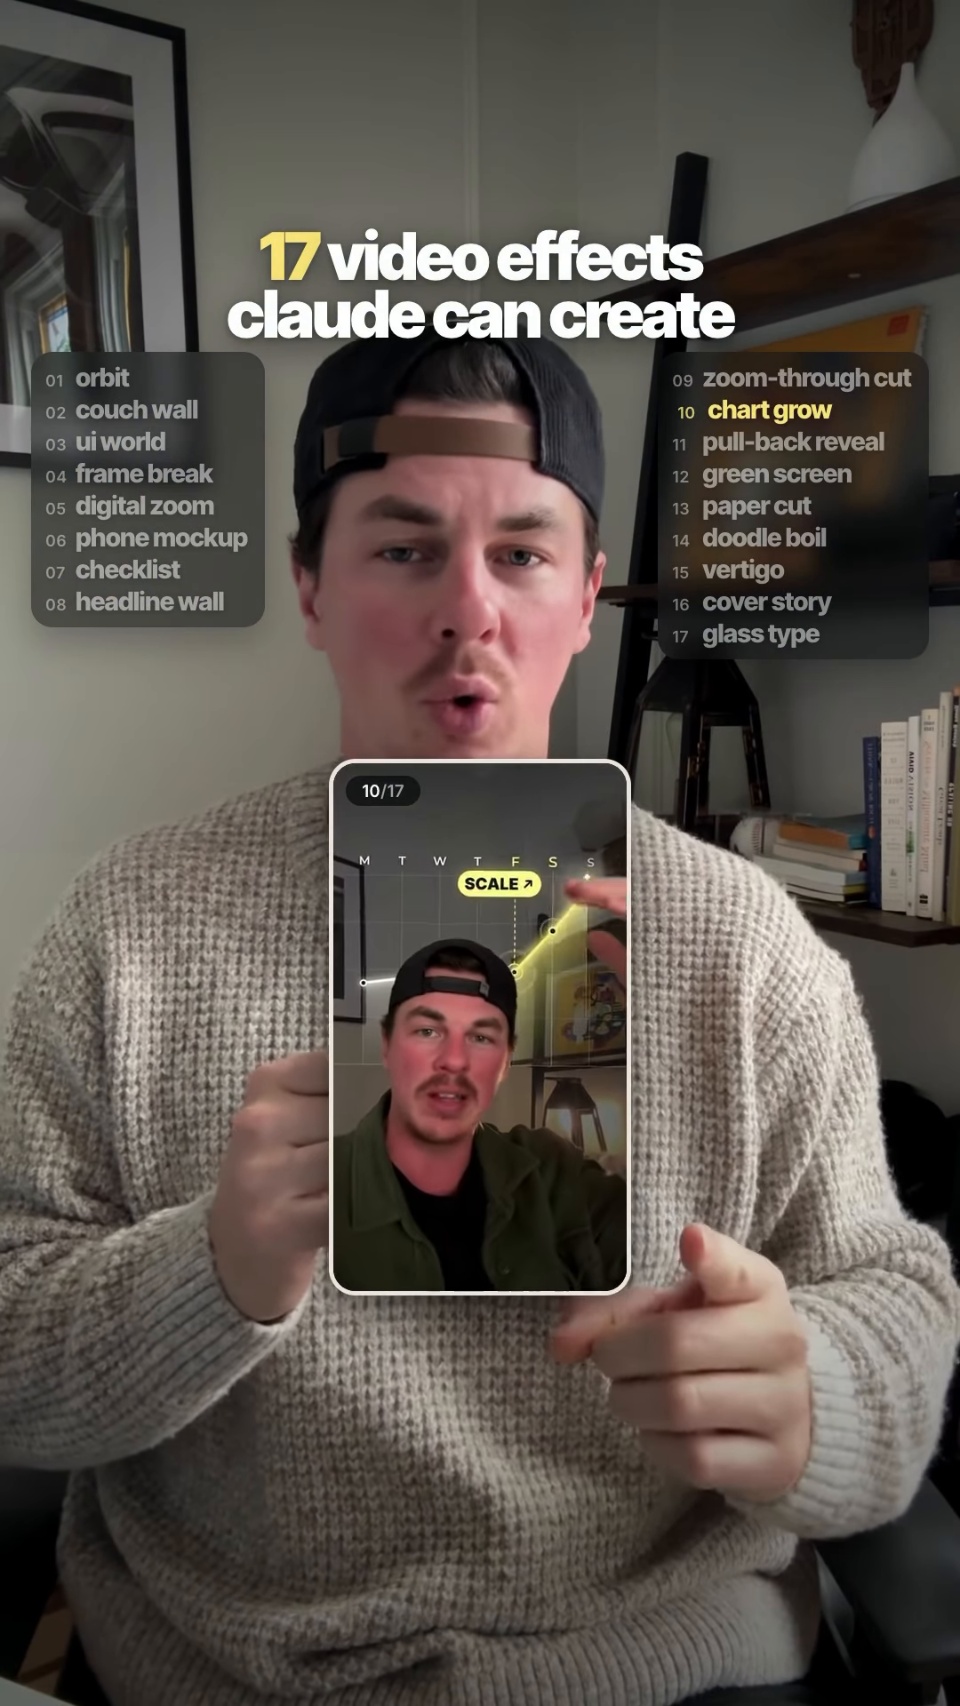 17 video effects
claude can create
01 orbit
02 couch wall
03 ui world
04 frame break
05 digital zoom
06 phone mockup
07 checklist
08 headline wall
09 zoom-through cut
10 chart grow
11 pull-back reveal
12 green screen
13 paper cut
14 doodle boil
15 vertigo
16 cover story
17 glass type
10/17
M T W T F S S
SCALE ↗